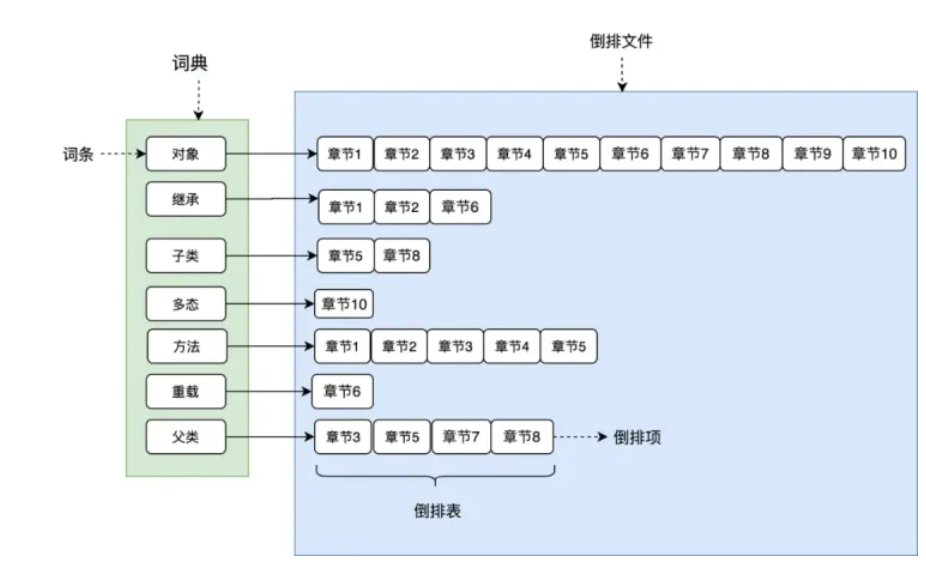 倒排文件
词典
词条
对象
章节1 章节2 章节3 章节4 章节5 章节6 章节7 章节8 章节9 章节10
继承
章节1 章节2 章节6
子类
章节5 章节8
多态
章节10
方法
章节1 章节2 章节3 章节4 章节5
重载
章节6
父类
章节3 章节5 章节7 章节8
倒排项
倒排表